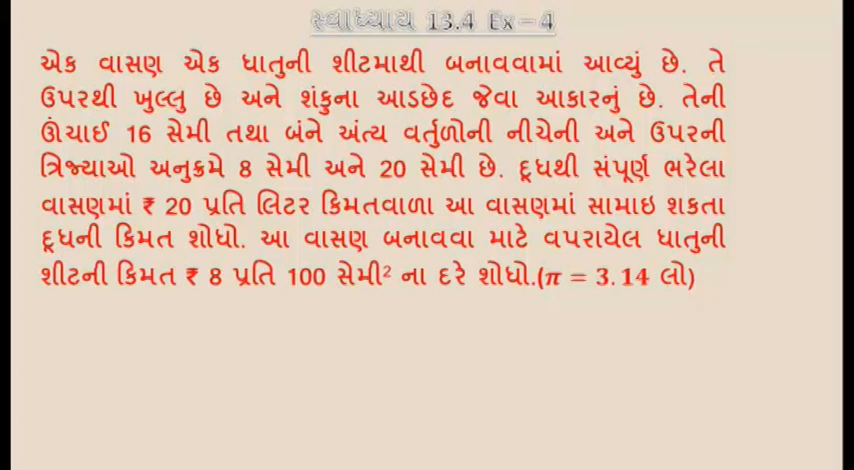 સ્વાધ્યાય 13.4 Ex – 4
એક વાસણ એક ધાતુની શીટમાથી બનાવવામાં આવ્યું છે. તે
ઉપરથી ખુલ્લુ છે અને શંકુના આડછેદ જેવા આકારનું છે. તેની
ઊંચાઈ 16 સેમી તથા બંને અંત્ય વર્તુળોની નીચેની અને ઉપરની
ત્રિજ્યાઓ અનુક્રમે 8 સેમી અને 20 સેમી છે. દૂધથી સંપૂર્ણ ભરેલા
વાસણમાં ₹ 20 પ્રતિ લિટર કિમતવાળા આ વાસણમાં સામાઇ શકતા
દૂધની કિમત શોધો. આ વાસણ બનાવવા માટે વપરાયેલ ધાતુની
શીટની કિમત ₹ 8 પ્રતિ 100 સેમી² ના દરે શોધો.(π = 3.14 લો)